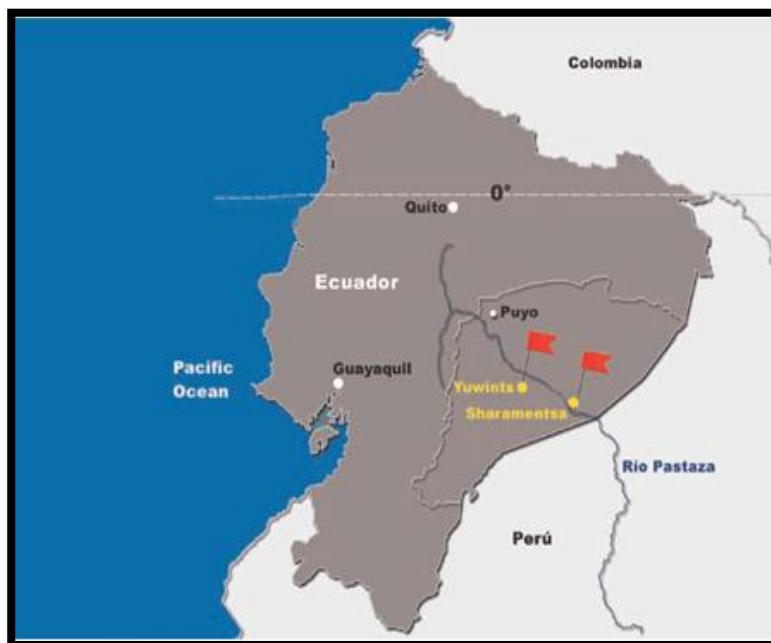 Colombia
0°
Quito
Ecuador
Puyo
Pacific
Ocean
Guayaquil
Yuwints
Sharamentsa
Río Pastaza
Perú